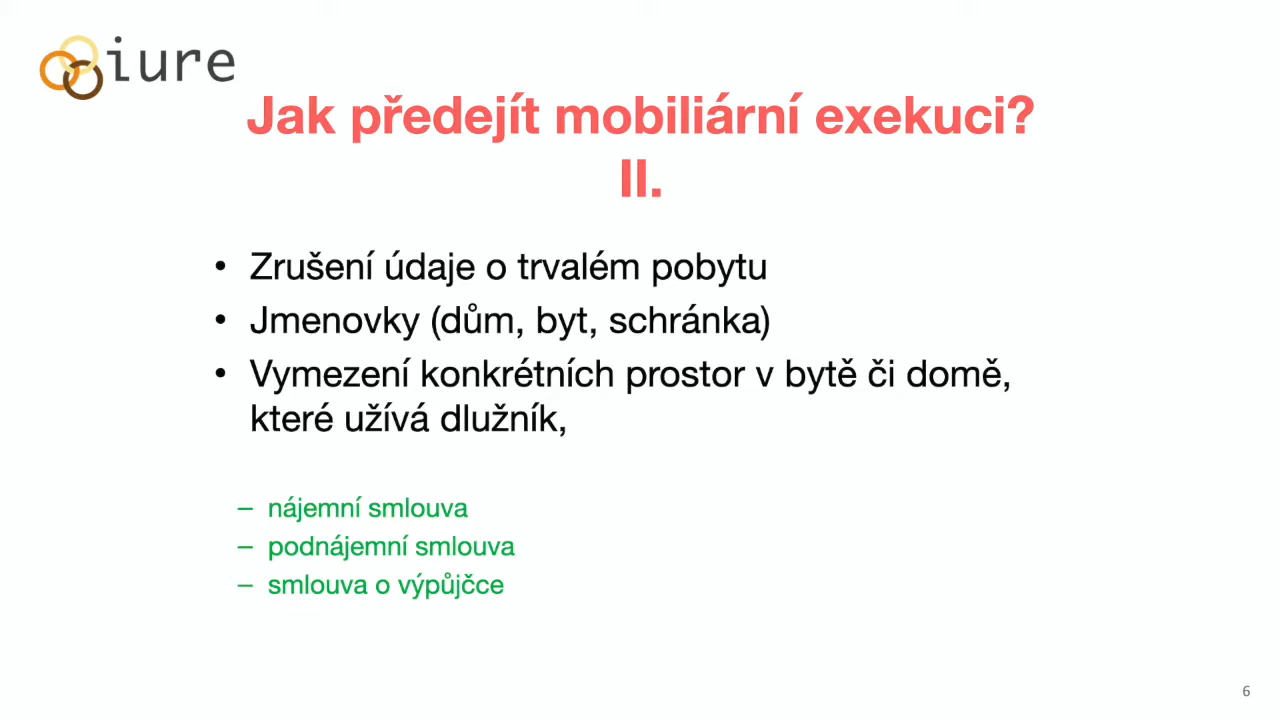 iure
Jak předejít mobiliární exekuci?
II.
• Zrušení údaje o trvalém pobytu
• Jmenovky (dům, byt, schránka)
• Vymezení konkrétních prostor v bytě či domě,
které užívá dlužník,
– nájemní smlouva
– podnájemní smlouva
– smlouva o výpůjčce
6